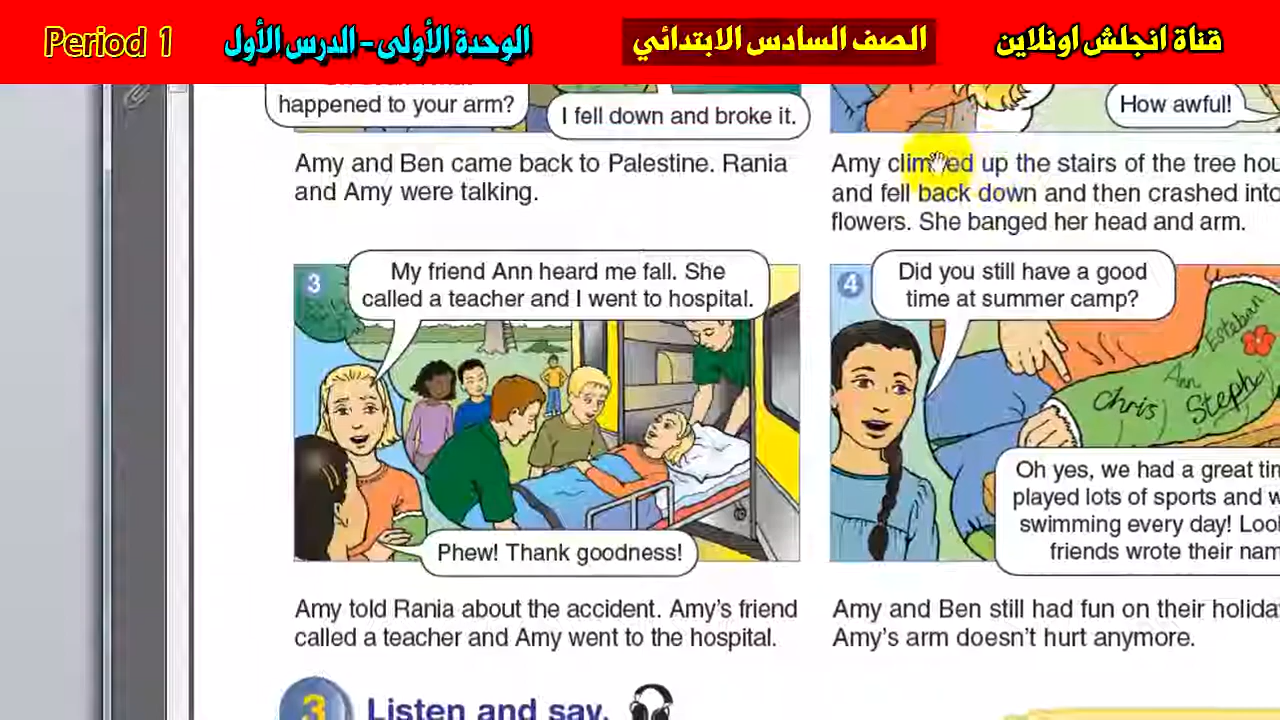 Period 1
الوحدة الأولى - الدرس الأول
الصف السادس الابتدائي
قناة انجلش اونلاين
happened to your arm?
I fell down and broke it.
How awful!
Amy and Ben came back to Palestine. Rania
and Amy were talking.
Amy climbed up the stairs of the tree hou
and fell back down and then crashed into
flowers. She banged her head and arm.
3
My friend Ann heard me fall. She
called a teacher and I went to hospital.
Phew! Thank goodness!
4
Did you still have a good
time at summer camp?
Esteban
Ann
Chris
Steph
Oh yes, we had a great tim
played lots of sports and w
swimming every day! Loo
friends wrote their nam
Amy told Rania about the accident. Amy's friend
called a teacher and Amy went to the hospital.
Amy and Ben still had fun on their holida
Amy's arm doesn't hurt anymore.
3 Listen and say.